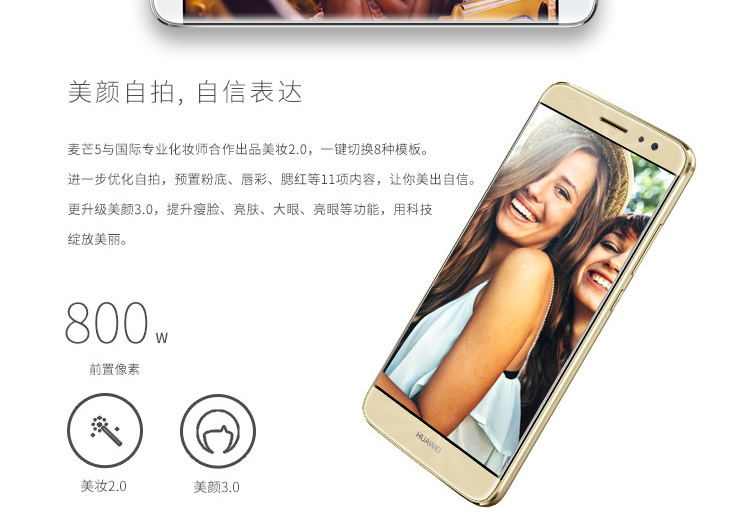 美颜自拍, 自信表达
麦芒5与国际专业化妆师合作出品美妆2.0，一键切换8种模板。
进一步优化自拍，预置粉底、唇彩、腮红等11项内容，让你美出自信。
更升级美颜3.0，提升瘦脸、亮肤、大眼、亮眼等功能，用科技
绽放美丽。
800 W
前置像素
美妆2.0
美颜3.0
HUAWEI